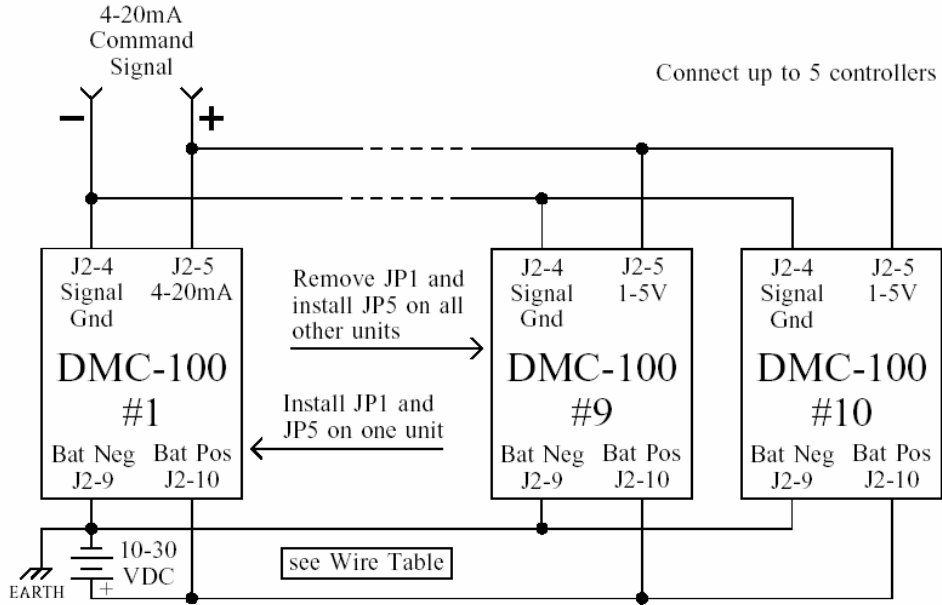 4-20mA
Command
Signal
Connect up to 5 controllers
− +
J2-4 J2-5
Signal 4-20mA
Gnd
DMC-100
#1
Bat Neg Bat Pos
J2-9 J2-10
Remove JP1 and
install JP5 on all
other units
Install JP1 and
JP5 on one unit
J2-4 J2-5
Signal 1-5V
Gnd
DMC-100
#9
Bat Neg Bat Pos
J2-9 J2-10
J2-4 J2-5
Signal 1-5V
Gnd
DMC-100
#10
Bat Neg Bat Pos
J2-9 J2-10
10-30
VDC
+
EARTH
see Wire Table